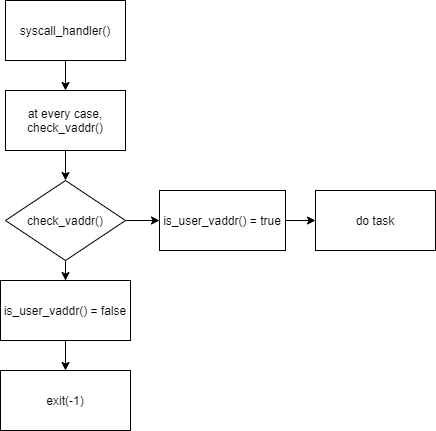 syscall_handler()
at every case,
check_vaddr()
check_vaddr()
is_user_vaddr() = true
do task
is_user_vaddr() = false
exit(-1)